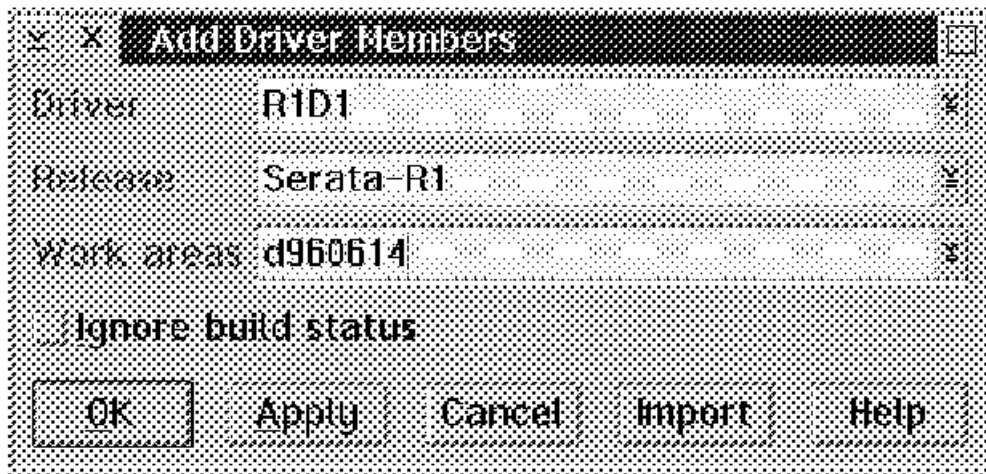 Add Driver Members
Driver R1D1
Release Serata-R1
Work areas d960614
Ignore build status
OK Apply Cancel Import Help